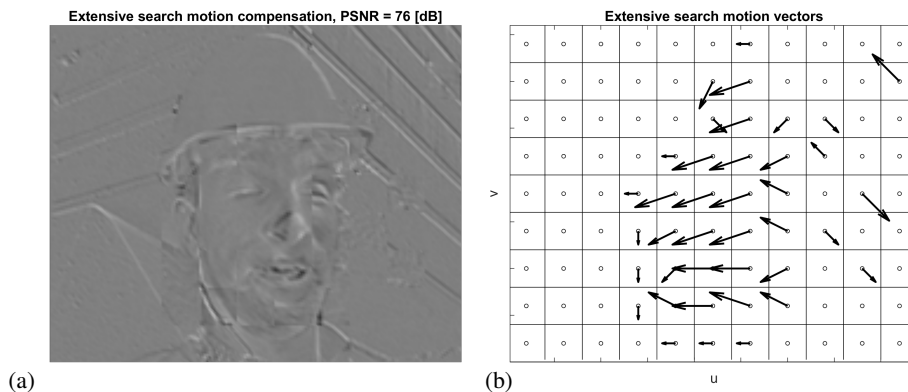 Extensive search motion compensation, PSNR = 76 [dB]
Extensive search motion vectors
v
u
(a)
(b)